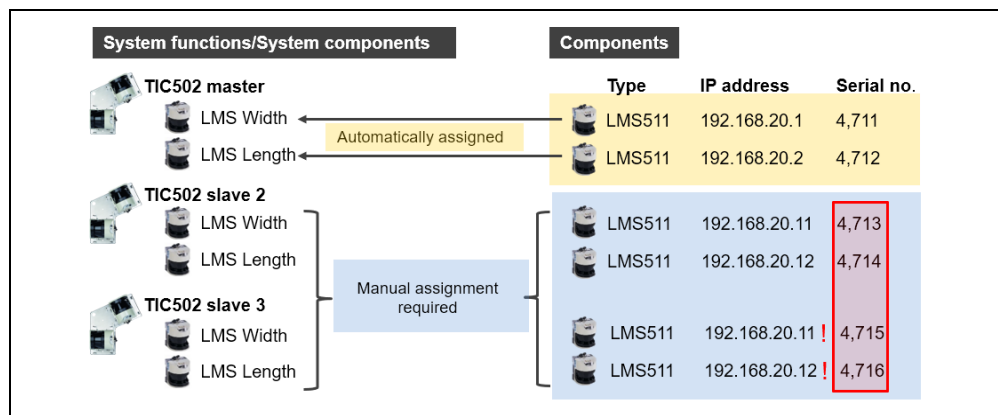 System functions/System components
Components
TIC502 master
Type IP address Serial no.
LMS Width
Automatically assigned
LMS511 192.168.20.1 4,711
LMS Length
LMS511 192.168.20.2 4,712
TIC502 slave 2
LMS Width
LMS511 192.168.20.11 4,713
LMS Length
LMS511 192.168.20.12 4,714
Manual assignment
required
TIC502 slave 3
LMS Width
LMS511 192.168.20.11 ! 4,715
LMS Length
LMS511 192.168.20.12 ! 4,716